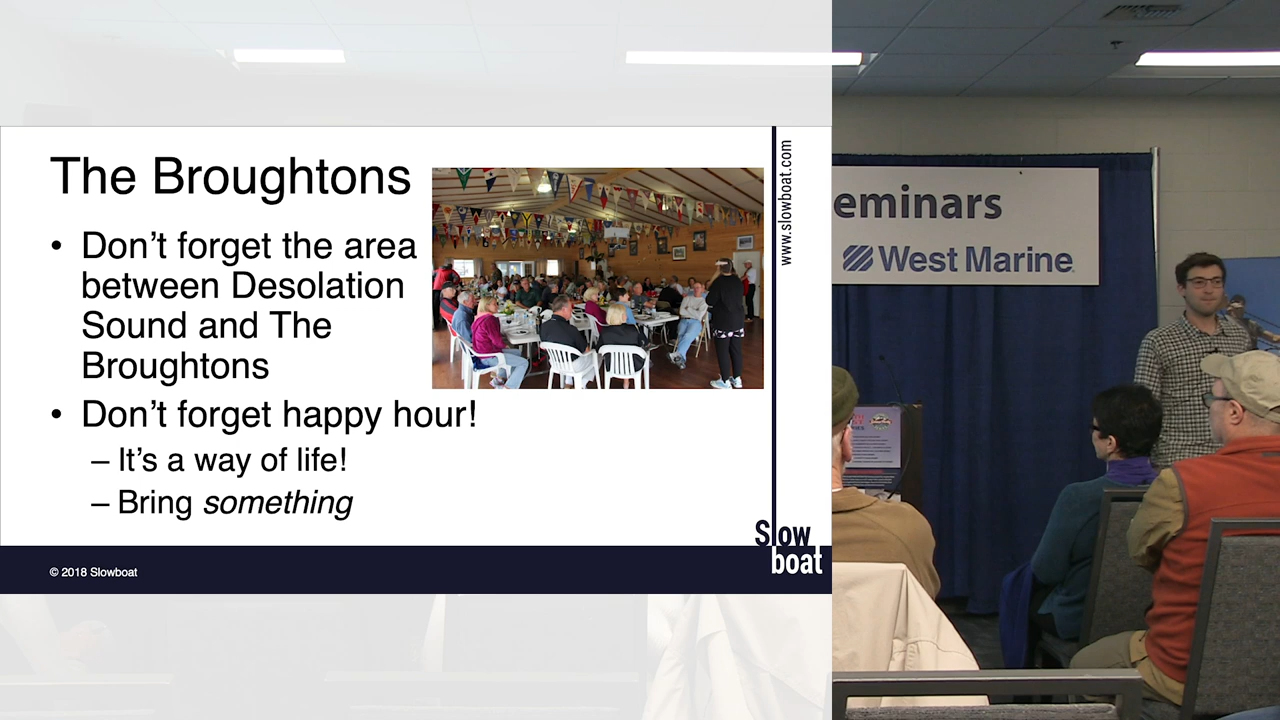 The Broughtons
• Don’t forget the area
between Desolation
Sound and The
Broughtons
• Don’t forget happy hour!
– It’s a way of life!
– Bring something
www.slowboat.com
Slow
boat
© 2018 Slowboat
eminars
West Marine